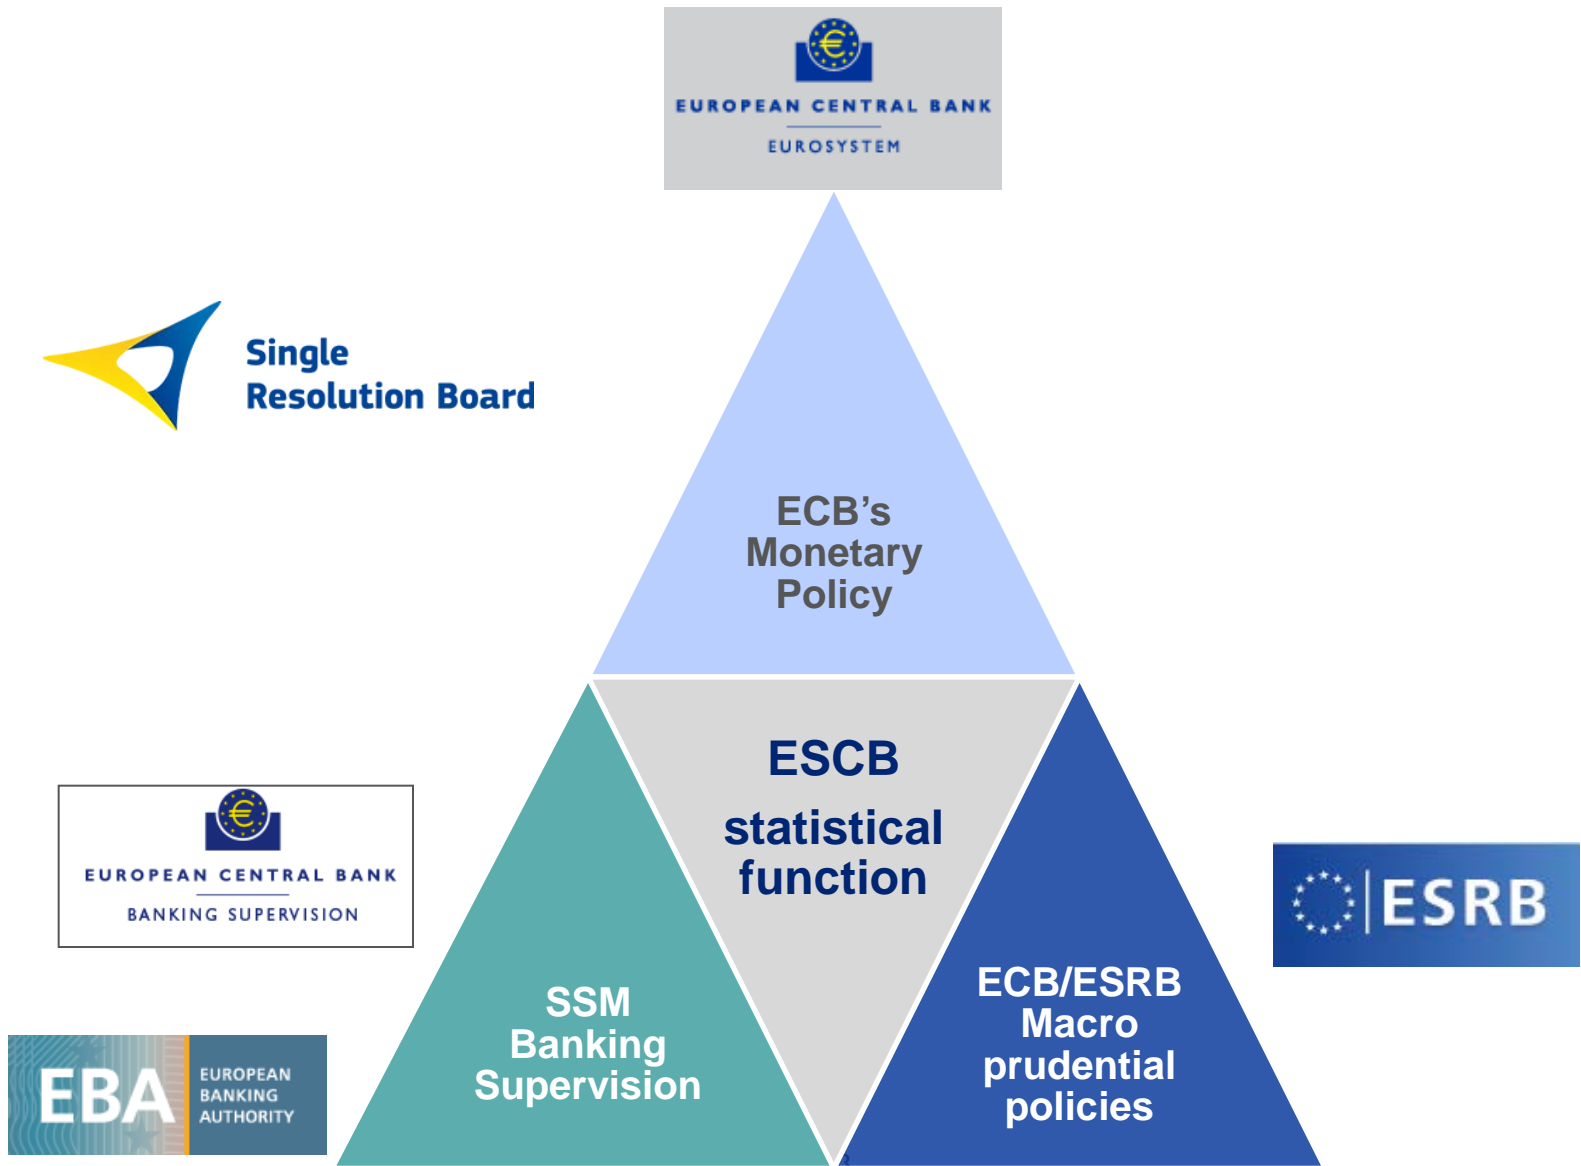 EUROPEAN CENTRAL BANK
EUROSYSTEM
Single
Resolution Board
ECB’s
Monetary
Policy
ESCB
statistical
function
EUROPEAN CENTRAL BANK
BANKING SUPERVISION
ESRB
SSM
Banking
Supervision
ECB/ESRB
Macro
prudential
policies
EBA
EUROPEAN
BANKING
AUTHORITY